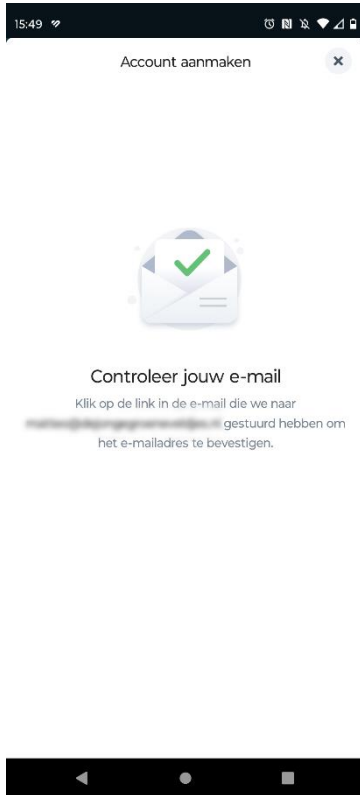 15:49
Account aanmaken
Controleer jouw e-mail
Klik op de link in de e-mail die we naar
gestuurd hebben om
het e-mailadres te bevestigen.